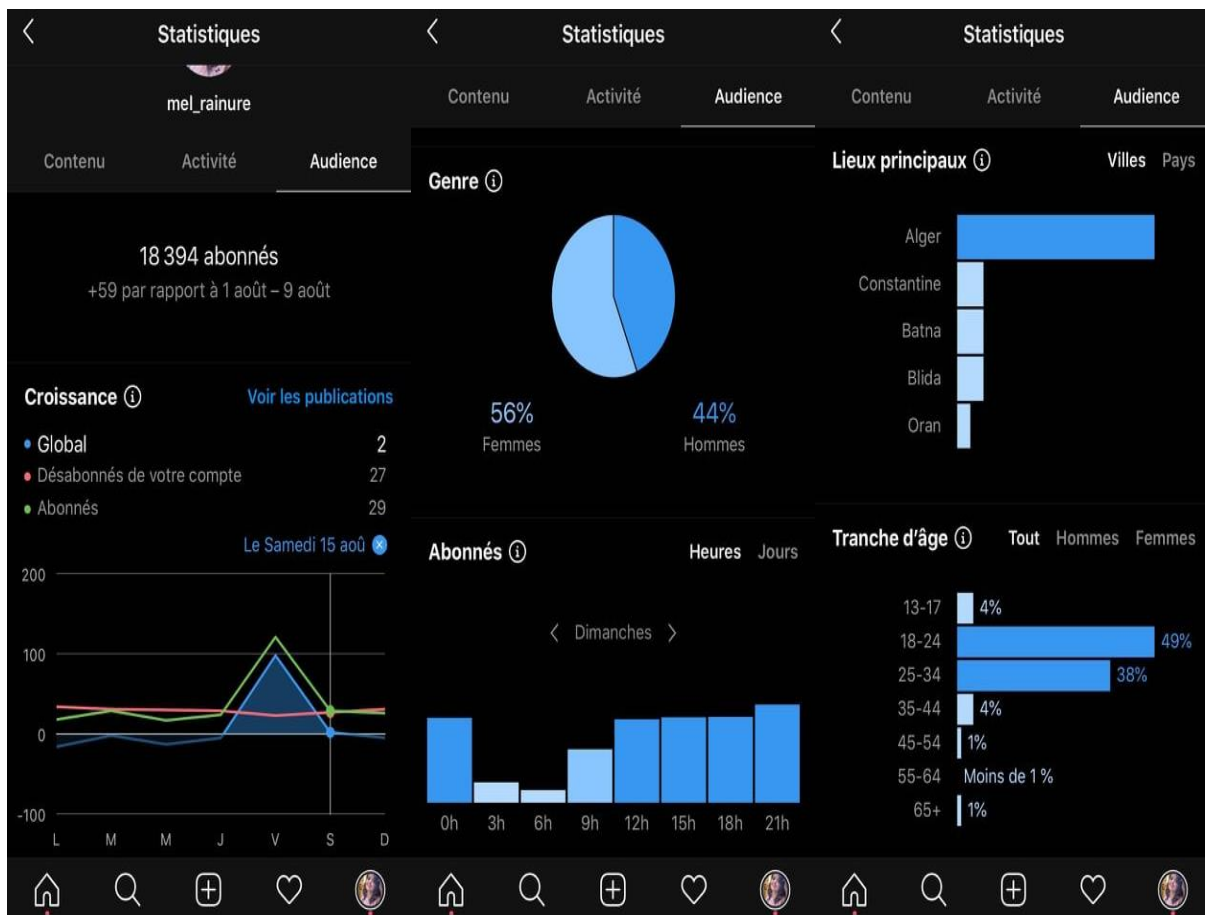 Statistiques
mel_rainure
Contenu Activité Audience
18 394 abonnés
+59 par rapport à 1 août – 9 août
Croissance Voir les publications
Global 2
Désabonnés de votre compte 27
Abonnés 29
Le Samedi 15 aoû
200
100
0
-100
L M M J V S D
Statistiques
Contenu Activité Audience
Genre
56% 44%
Femmes Hommes
Abonnés Heures Jours
Dimanches
0h 3h 6h 9h 12h 15h 18h 21h
Statistiques
Contenu Activité Audience
Lieux principaux Villes Pays
Alger
Constantine
Batna
Blida
Oran
Tranche d'âge Tout Hommes Femmes
13-17 4%
18-24 49%
25-34 38%
35-44 4%
45-54 1%
55-64 Moins de 1 %
65+ 1%